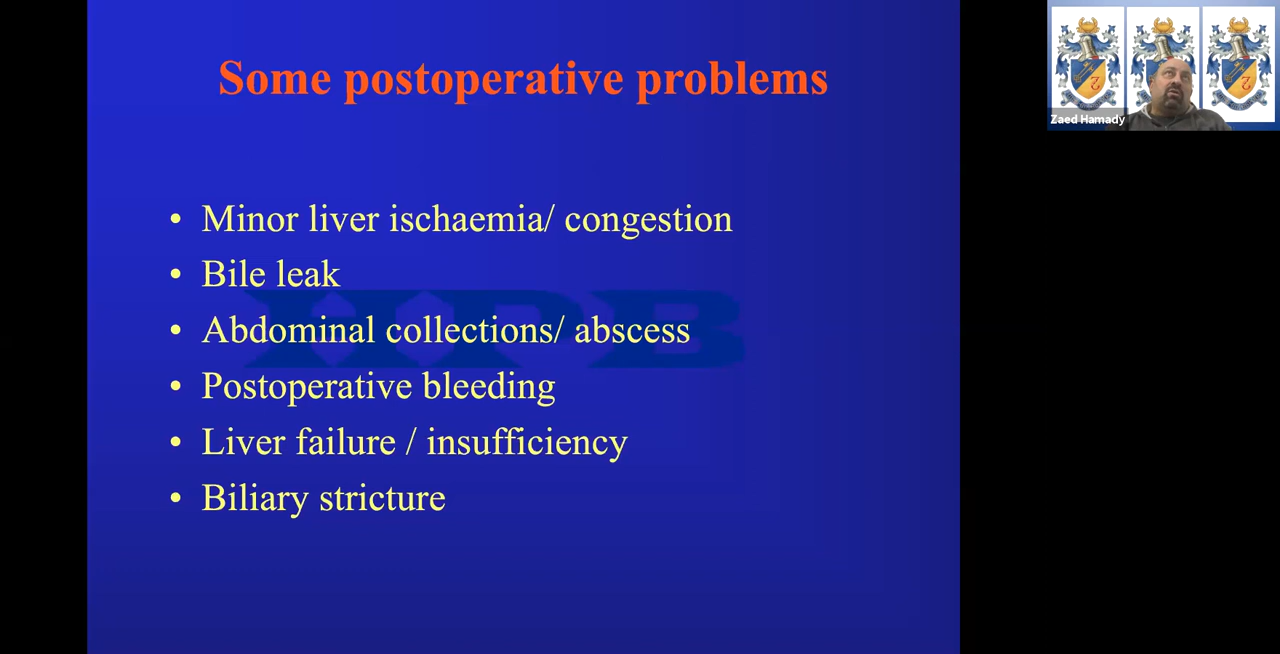 Some postoperative problems
• Minor liver ischaemia/ congestion
• Bile leak
• Abdominal collections/ abscess
• Postoperative bleeding
• Liver failure / insufficiency
• Biliary stricture
HPB
Zaed Hamady